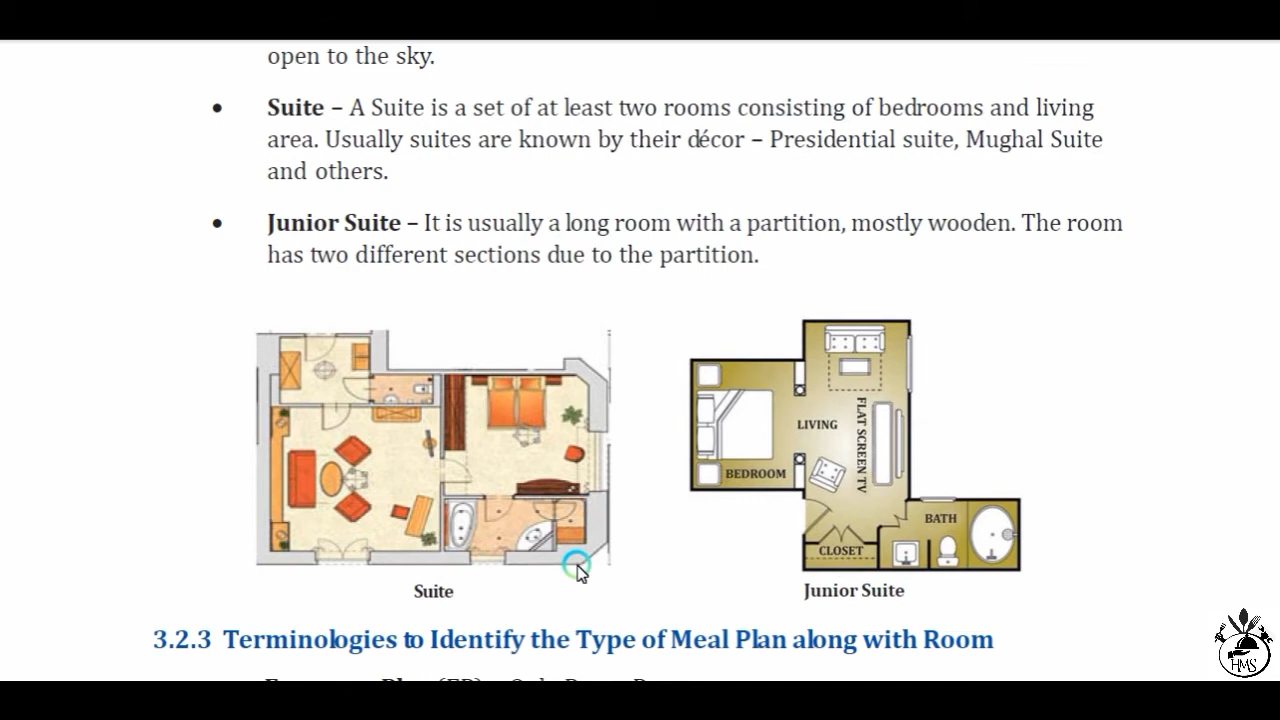 open to the sky.
• Suite – A Suite is a set of at least two rooms consisting of bedrooms and living
area. Usually suites are known by their décor – Presidential suite, Mughal Suite
and others.
• Junior Suite – It is usually a long room with a partition, mostly wooden. The room
has two different sections due to the partition.
LIVING
FLAT SCREEN TV
BEDROOM
BATH
CLOSET
Suite
Junior Suite
3.2.3 Terminologies to Identify the Type of Meal Plan along with Room
HMS